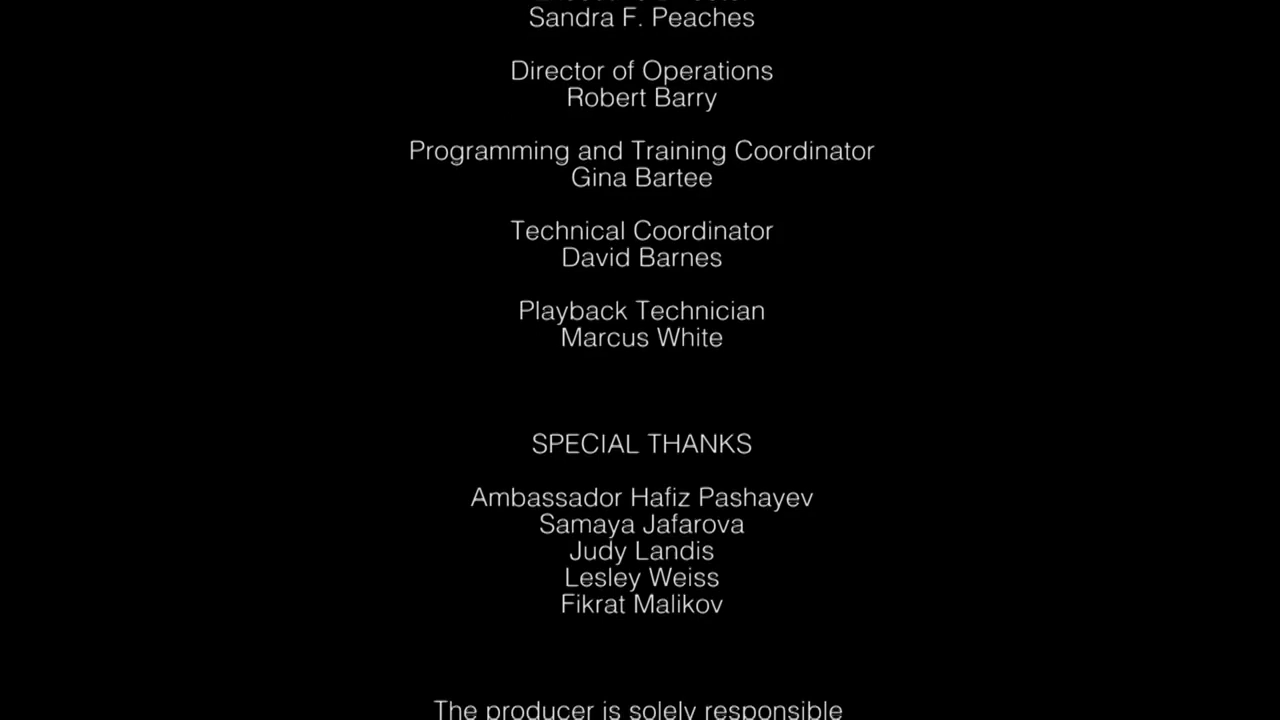 Sandra F. Peaches
Director of Operations
Robert Barry
Programming and Training Coordinator
Gina Bartee
Technical Coordinator
David Barnes
Playback Technician
Marcus White
SPECIAL THANKS
Ambassador Hafiz Pashayev
Samaya Jafarova
Judy Landis
Lesley Weiss
Fikrat Malikov
The producer is solely responsible